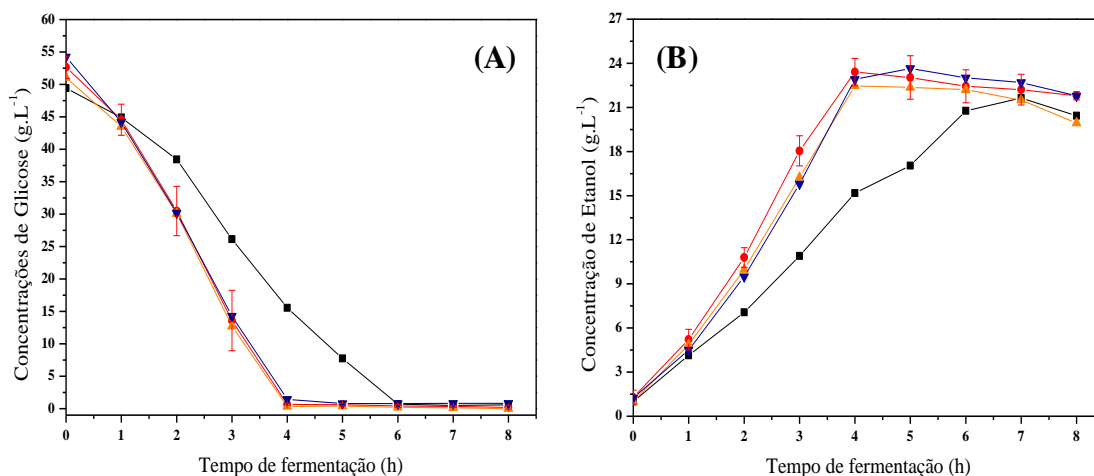 (A)
Concentrações de Glicose (g.L⁻¹)
60
55
50
45
40
35
30
25
20
15
10
5
0
0 1 2 3 4 5 6 7 8
Tempo de fermentação (h)
(B)
Concentração de Etanol (g.L⁻¹)
27
24
21
18
15
12
9
6
3
0
0 1 2 3 4 5 6 7 8
Tempo de fermentação (h)